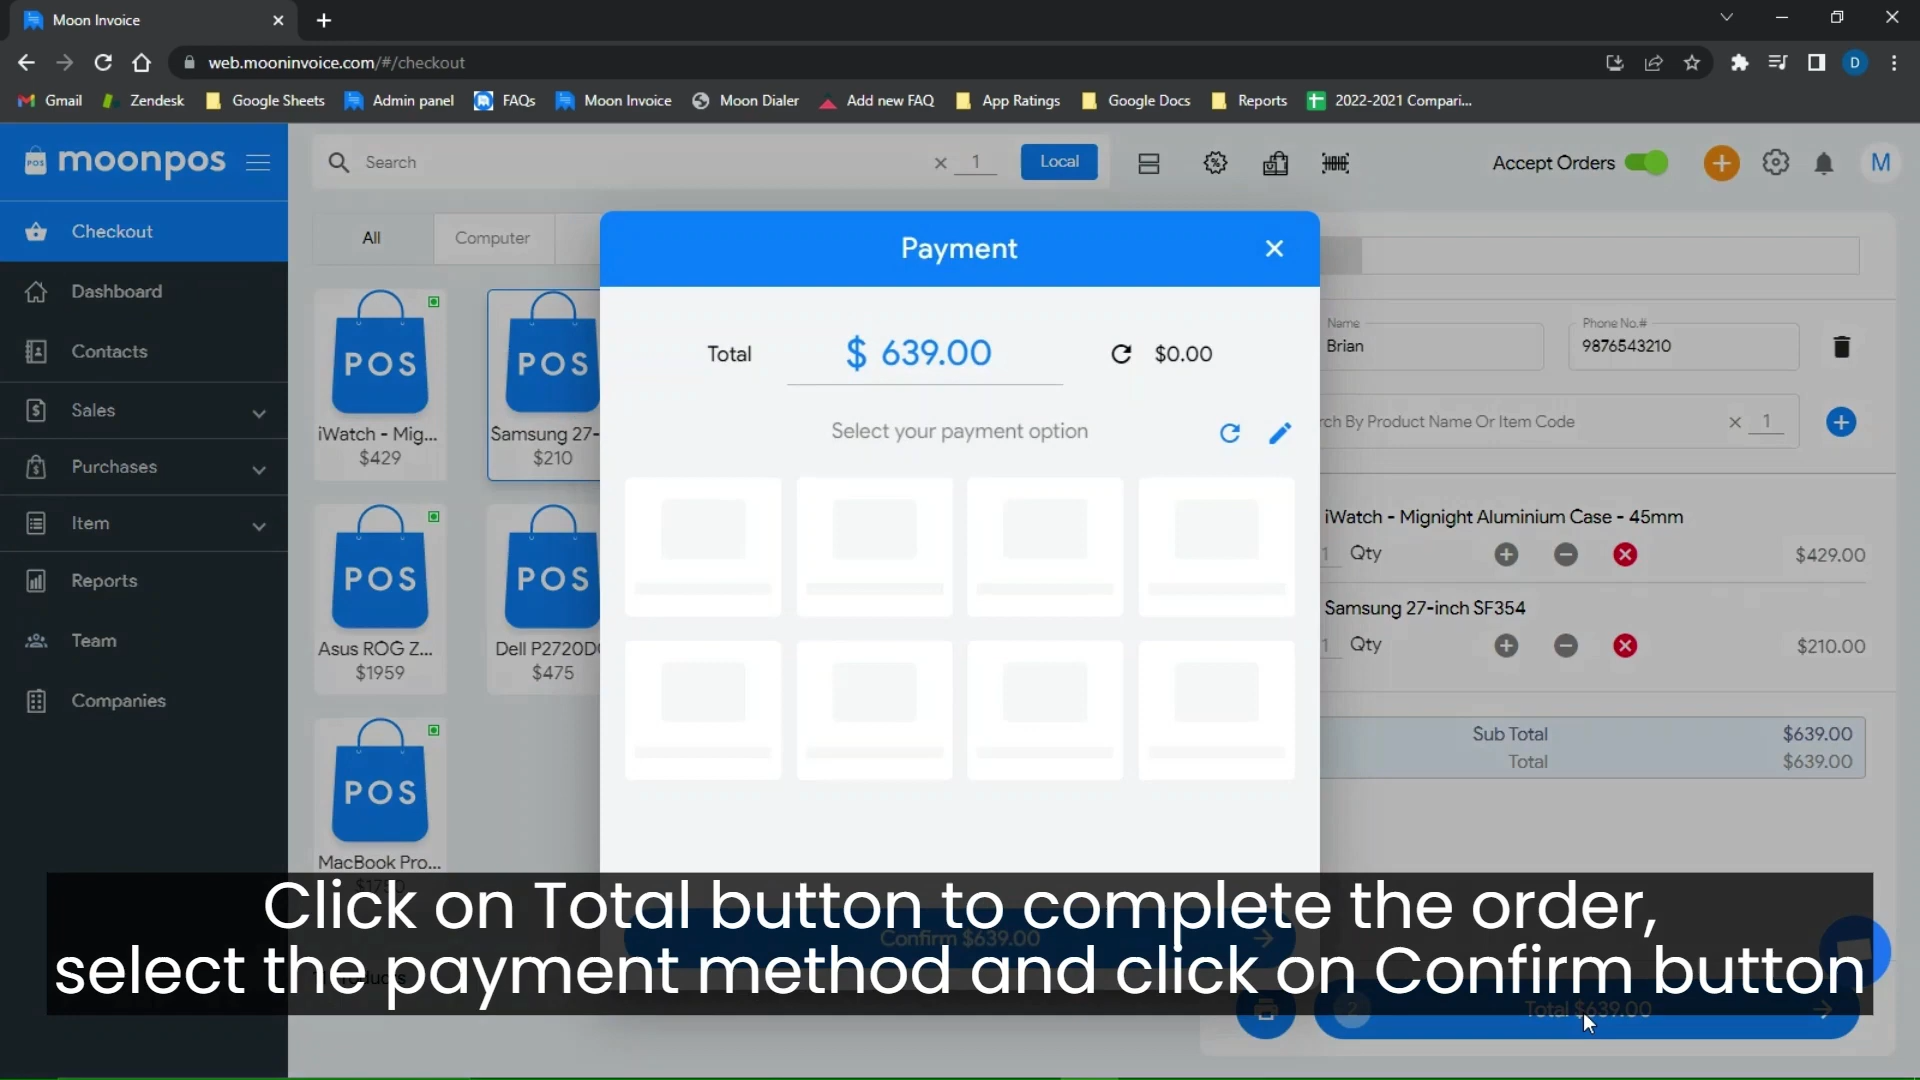 Moon Invoice
web.mooninvoice.com/#/checkout
D
Gmail
Zendesk
Google Sheets
Admin panel
FAQs
Moon Invoice
Moon Dialer
Add new FAQ
App Ratings
Google Docs
Reports
2022-2021 Compari...
POS
moonpos
Search
× 1
Local
Accept Orders
M
Checkout
Dashboard
Contacts
Sales
Purchases
Item
Reports
Team
Companies
All
Computer
POS
iWatch - Mig...
$429
POS
Samsung 27-
$210
POS
Asus ROG Z...
$1959
POS
Dell P2720D
$475
POS
MacBook Pro...
Payment
Total
$ 639.00
$0.00
Select your payment option
Confirm $639.00
Name
Brian
Phone No.#
9876543210
rch By Product Name Or Item Code
× 1
iWatch - Mignight Aluminium Case - 45mm
1 Qty
$429.00
Samsung 27-inch SF354
1 Qty
$210.00
Sub Total
$639.00
Total
$639.00
Click on Total button to complete the order,
select the payment method and click on Confirm button
2
Total $639.00